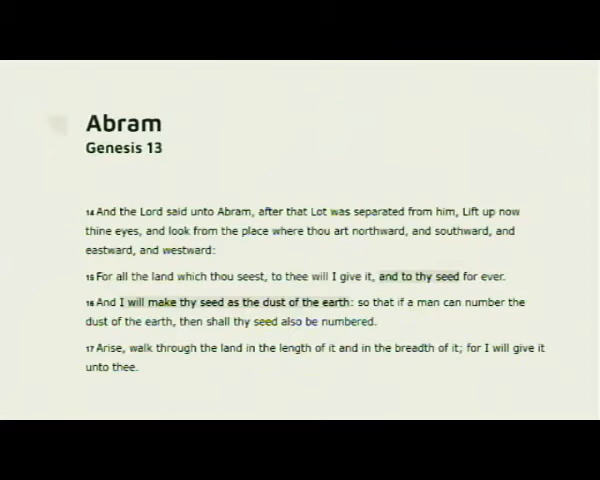 Abram
Genesis 13
14 And the Lord said unto Abram, after that Lot was separated from him, Lift up now
thine eyes, and look from the place where thou art northward, and southward, and
eastward, and westward:
15 For all the land which thou seest, to thee will I give it, and to thy seed for ever.
16 And I will make thy seed as the dust of the earth: so that if a man can number the
dust of the earth, then shall thy seed also be numbered.
17 Arise, walk through the land in the length of it and in the breadth of it; for I will give it
unto thee.